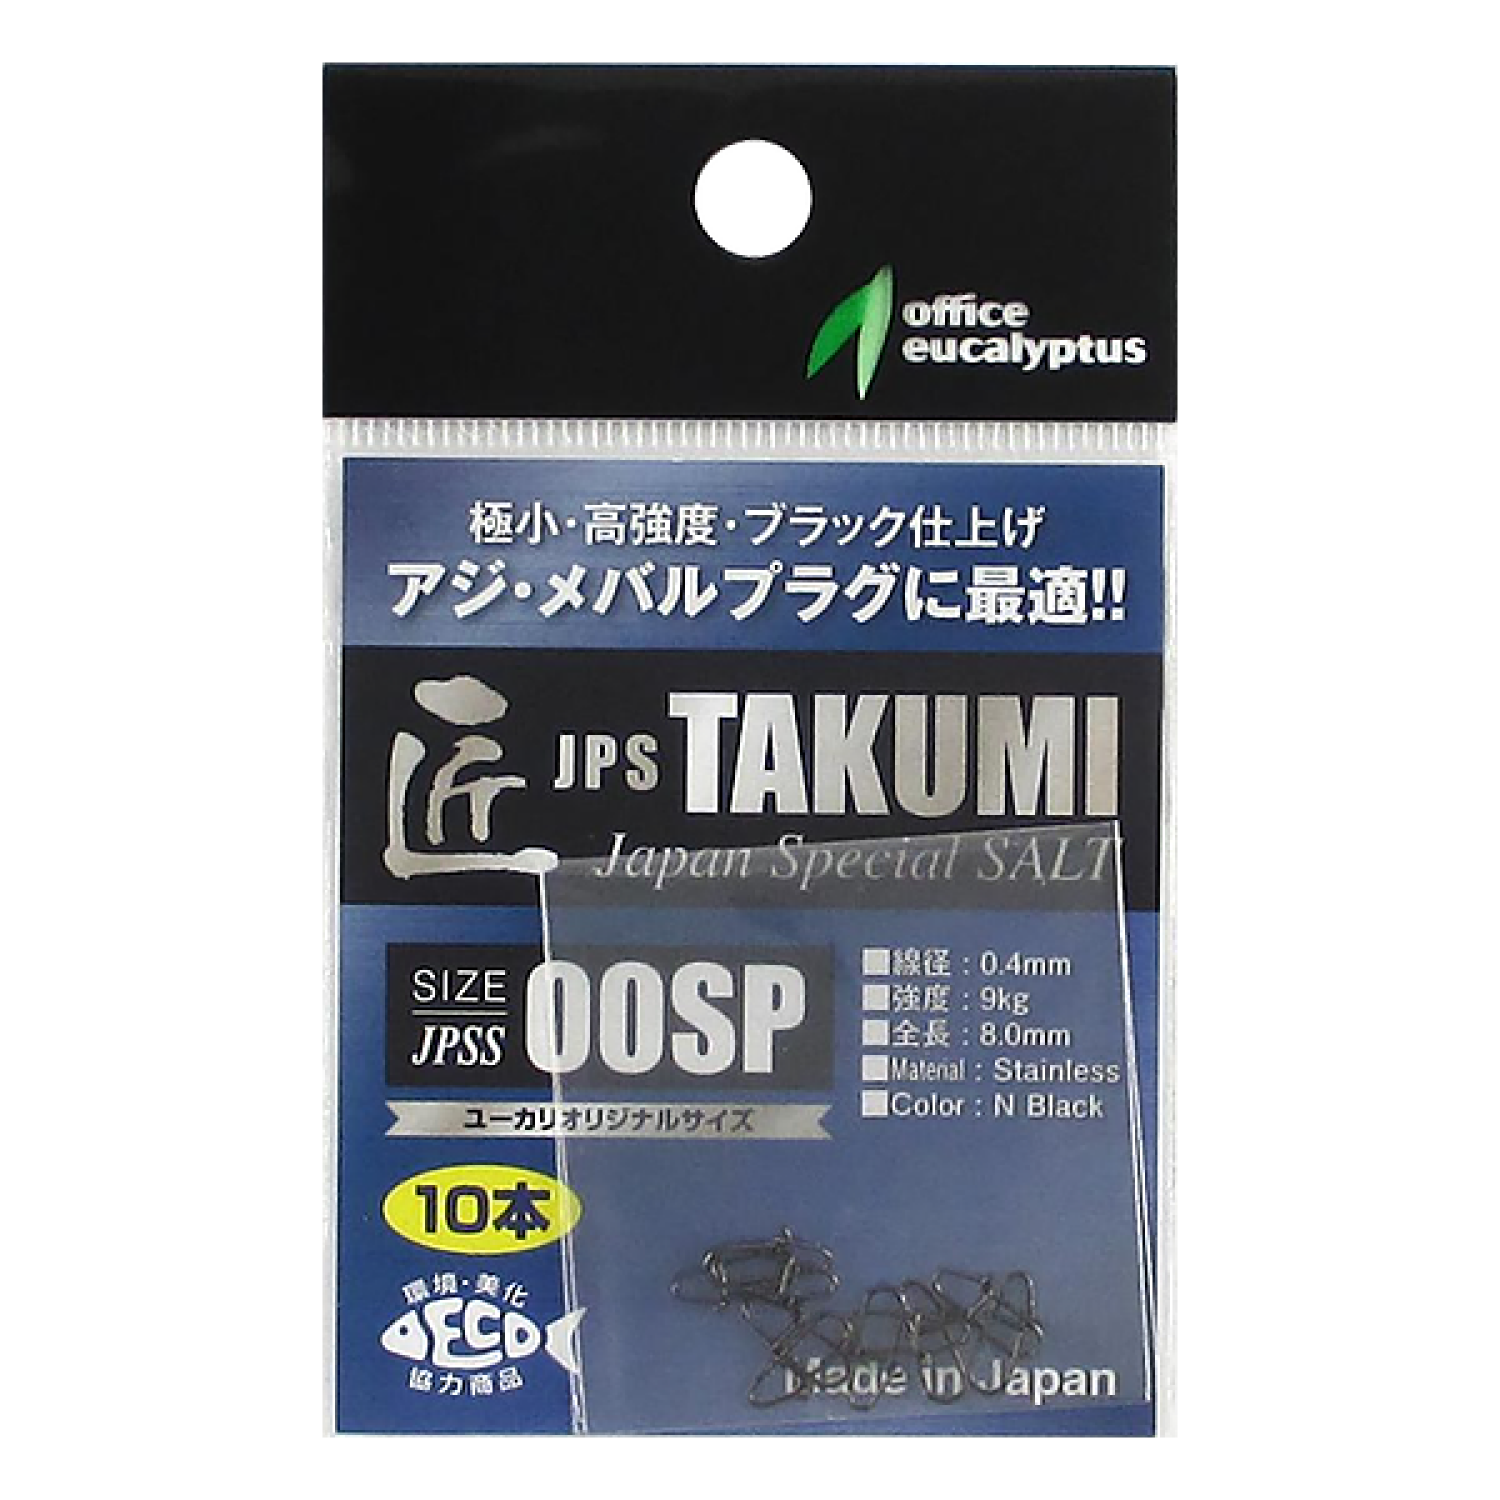 office
eucalyptus
極小・高強度・ブラック仕上げ
アジ・メバルプラグに最適!!
匠 JPS TAKUMI
Japan Special SALT
SIZE
JPSS
00SP
■線径：0.4mm
■強度：9kg
■全長：8.0mm
■Material：Stainless
■Color：N Black
ユーカリオリジナルサイズ
10本
環境・美化
ECO
協力商品
Made in Japan